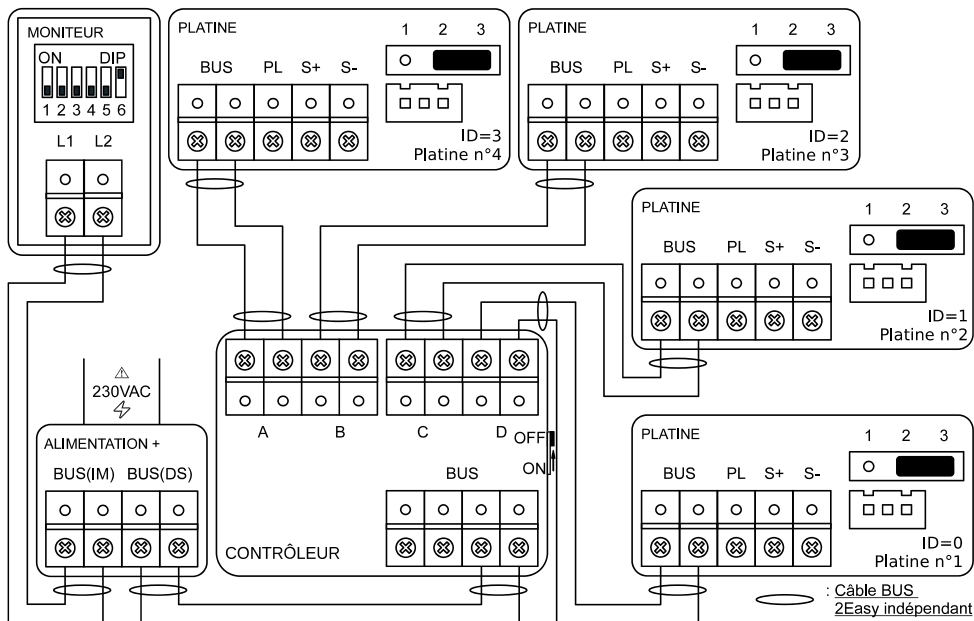 MONITEUR
ON DIP
1 2 3 4 5 6
L1 L2
PLATINE
1 2 3
BUS PL S+ S-
ID=3
Platine n°4
PLATINE
1 2 3
BUS PL S+ S-
ID=2
Platine n°3
PLATINE
1 2 3
BUS PL S+ S-
ID=1
Platine n°2
230VAC
ALIMENTATION +
BUS(IM) BUS(DS)
A B C D
OFF
ON
BUS
CONTRÔLEUR
PLATINE
1 2 3
BUS PL S+ S-
ID=0
Platine n°1
: Câble BUS
2Easy indépendant